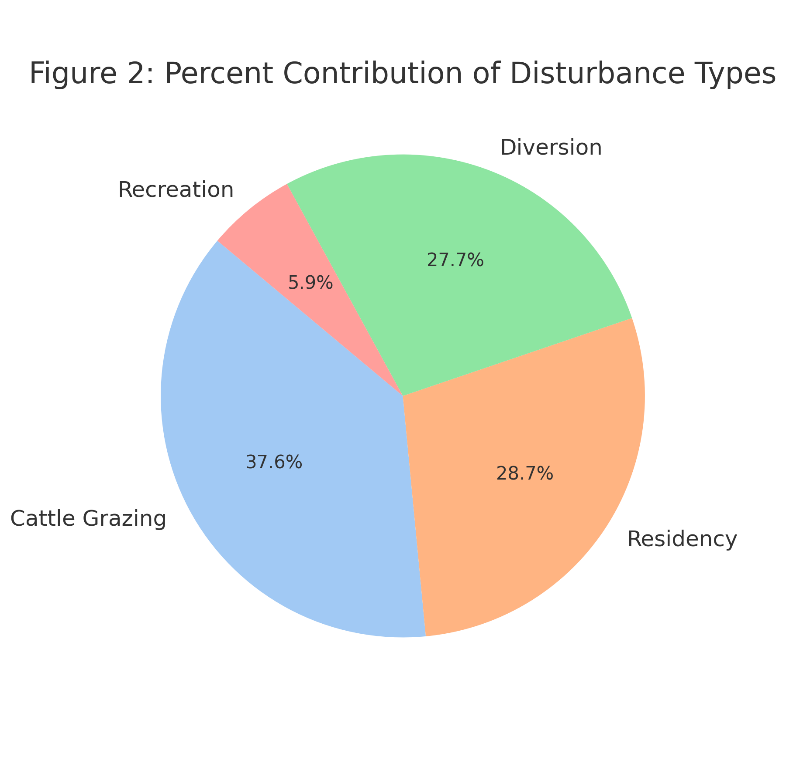 Figure 2: Percent Contribution of Disturbance Types
Diversion
Recreation
27.7%
5.9%
37.6%
28.7%
Cattle Grazing
Residency